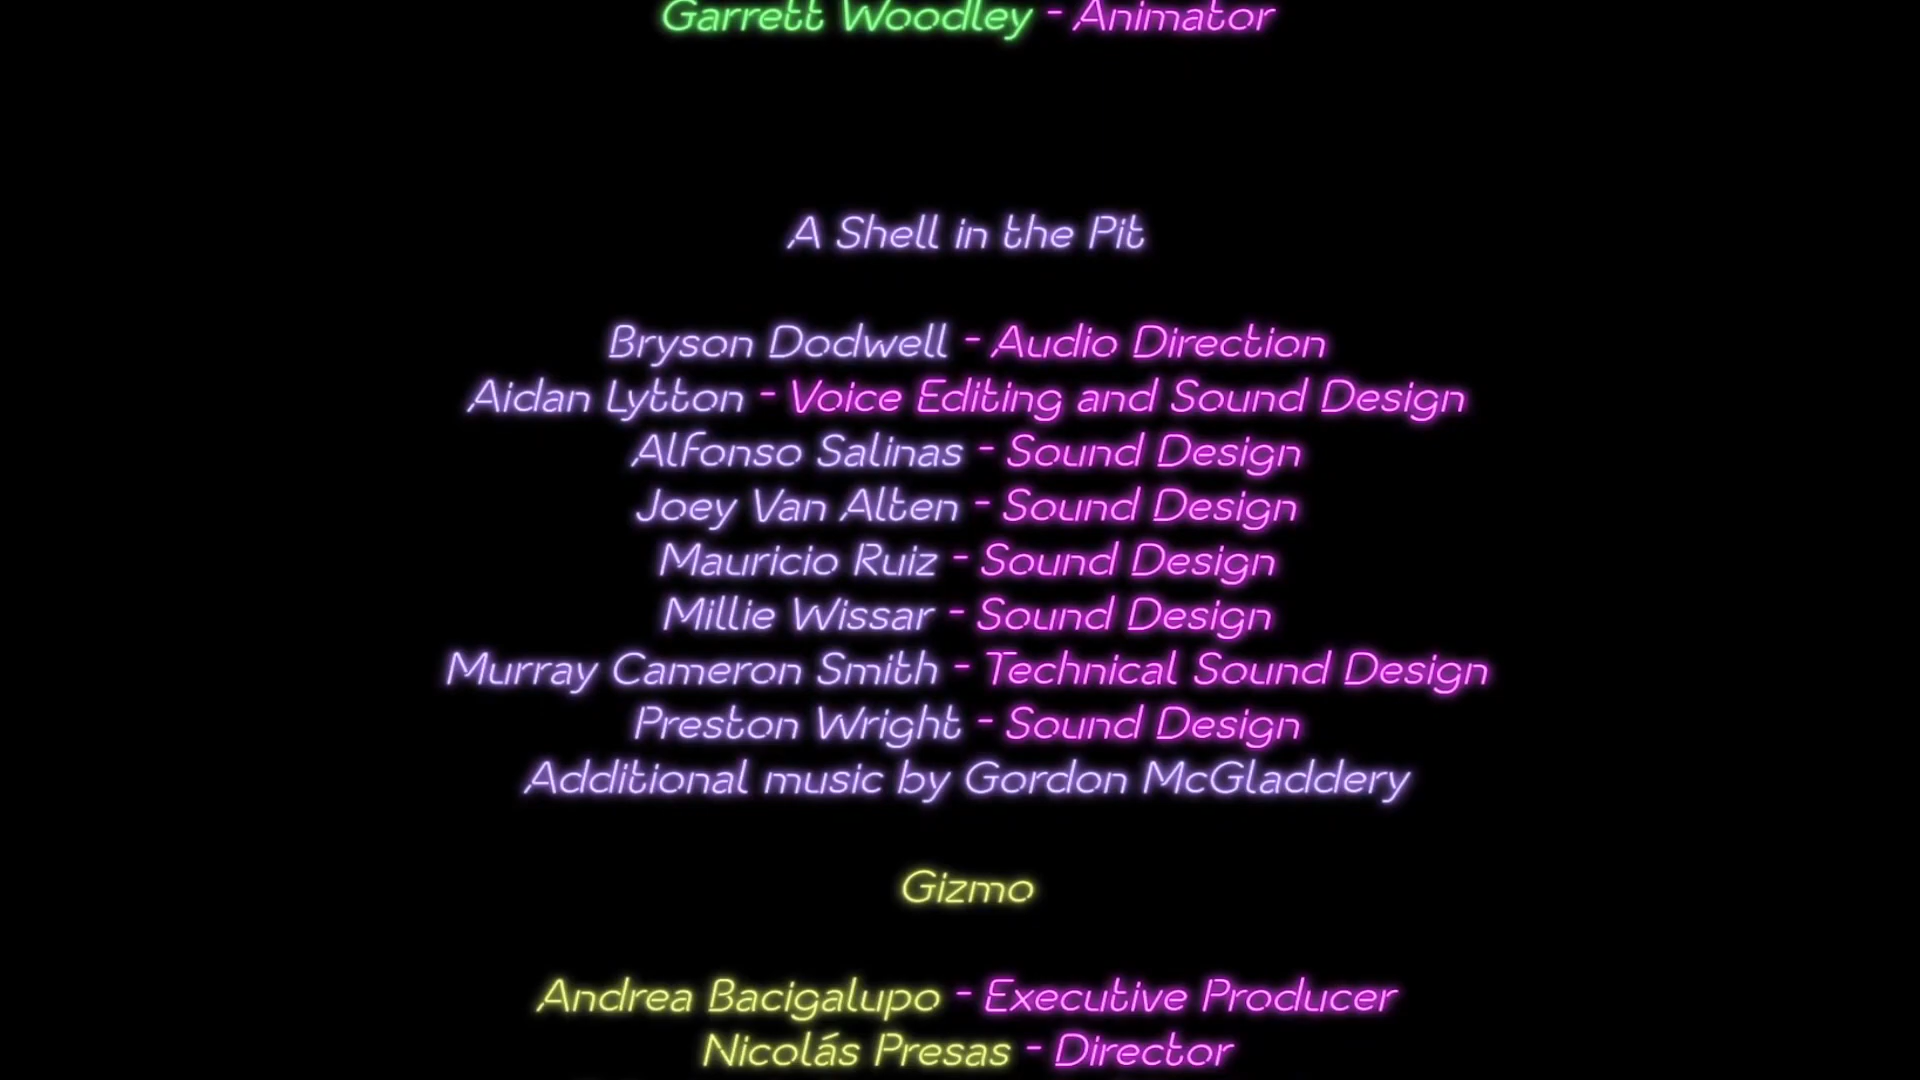 Garrett Woodley - Animator
A Shell in the Pit
Bryson Dodwell - Audio Direction
Aidan Lytton - Voice Editing and Sound Design
Alfonso Salinas - Sound Design
Joey Van Alten - Sound Design
Mauricio Ruiz - Sound Design
Millie Wissar - Sound Design
Murray Cameron Smith - Technical Sound Design
Preston Wright - Sound Design
Additional music by Gordon McGladdery
Gizmo
Andrea Bacigalupo - Executive Producer
Nicolás Presas - Director